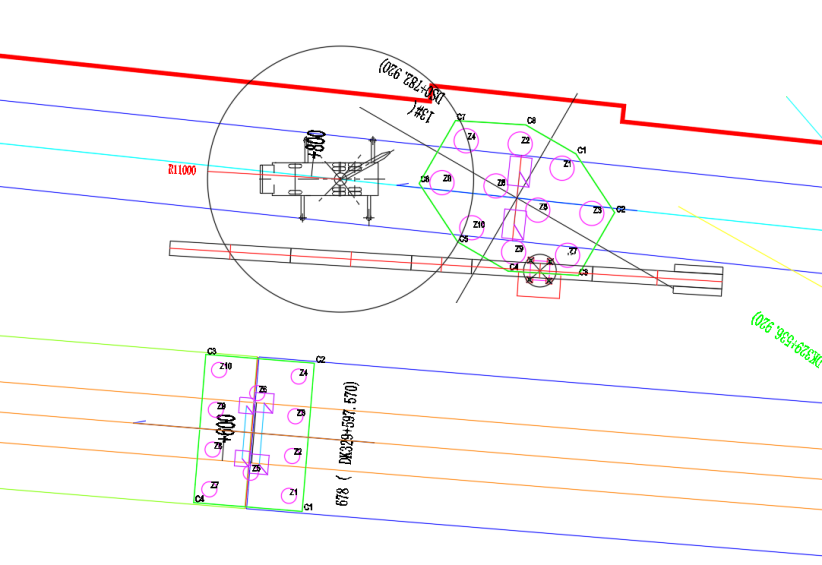 DS0+782.920)
13#(
+800
R11000
C7
C8
Z4
Z2
C1
Z1
C6
Z8
Z6
Z5
Z3
C2
Z10
C5
Z9
Z7
C4
C3
DK329+536.920)
C3
C2
Z10
Z4
Z6
Z9
Z3
+600
Z8
Z2
Z5
Z7
Z1
C4
C1
678 ( DK329+597.570)